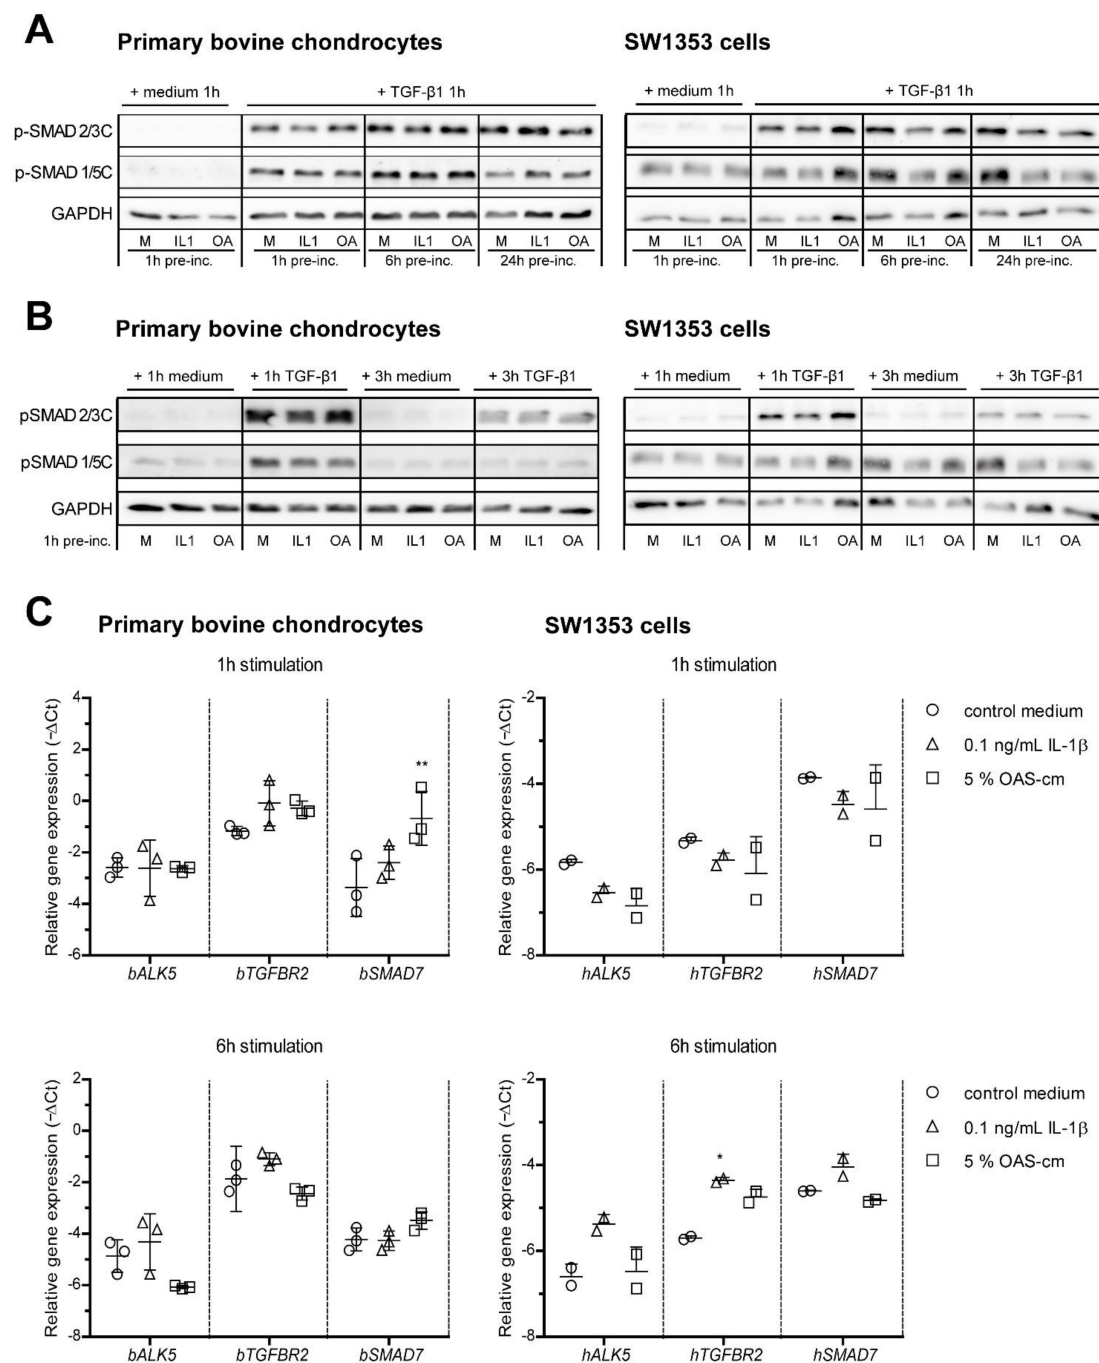 A
Primary bovine chondrocytes SW1353 cells
+ medium 1h + TGF-β1 1h + medium 1h + TGF-β1 1h
p-SMAD 2/3C
p-SMAD 1/5C
GAPDH
M IL1 OA M IL1 OA M IL1 OA M IL1 OA M IL1 OA M IL1 OA M IL1 OA M IL1 OA
1h pre-inc. 1h pre-inc. 6h pre-inc. 24h pre-inc. 1h pre-inc. 1h pre-inc. 6h pre-inc. 24h pre-inc.
B
Primary bovine chondrocytes SW1353 cells
+ 1h medium + 1h TGF-β1 + 3h medium + 3h TGF-β1 + 1h medium + 1h TGF-β1 + 3h medium + 3h TGF-β1
pSMAD 2/3C
pSMAD 1/5C
GAPDH
1h pre-inc. M IL1 OA M IL1 OA M IL1 OA M IL1 OA M IL1 OA M IL1 OA M IL1 OA M IL1 OA
C
Primary bovine chondrocytes SW1353 cells
1h stimulation
Relative gene expression (-ΔCt)
4
2
0
-2
-4
-6
**
bALK5 bTGFBR2 bSMAD7
1h stimulation
Relative gene expression (-ΔCt)
-2
-4
-6
-8
hALK5 hTGFBR2 hSMAD7
control medium
0.1 ng/mL IL-1β
5 % OAS-cm
6h stimulation
Relative gene expression (-ΔCt)
2
0
-2
-4
-6
-8
bALK5 bTGFBR2 bSMAD7
6h stimulation
Relative gene expression (-ΔCt)
-2
-4
-6
-8
*
hALK5 hTGFBR2 hSMAD7
control medium
0.1 ng/mL IL-1β
5 % OAS-cm